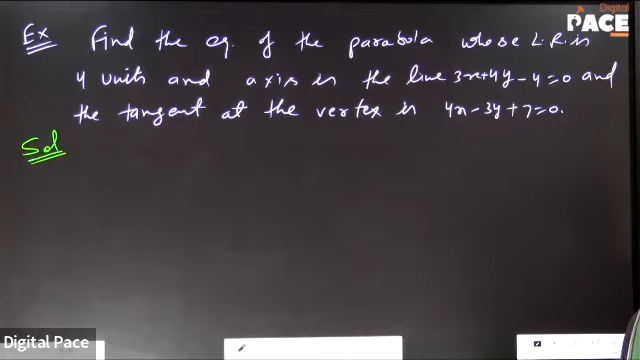 Digital
PACE
Ex Find the eq. of the parabola whose L.R. is
4 units and axis is the line 3x+4y-4=0 and
the tangent at the vertex is 4x-3y+7=0.
Sol
Digital Pace